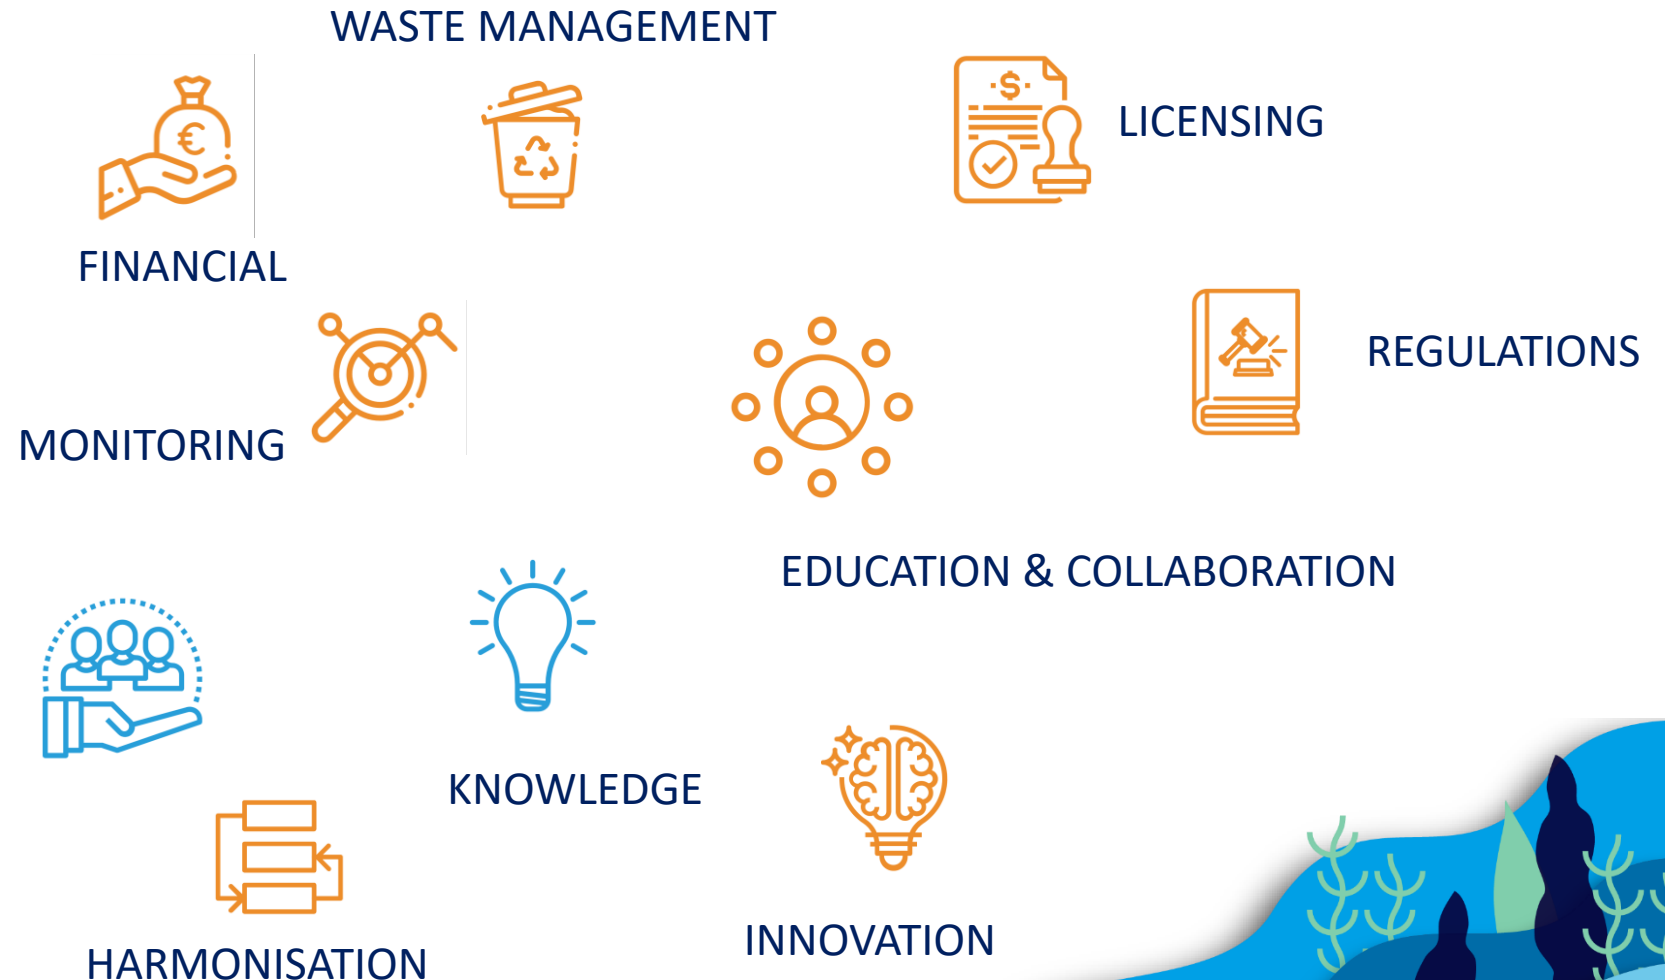 WASTE MANAGEMENT
$
LICENSING
€
FINANCIAL
REGULATIONS
MONITORING
EDUCATION & COLLABORATION
KNOWLEDGE
INNOVATION
HARMONISATION